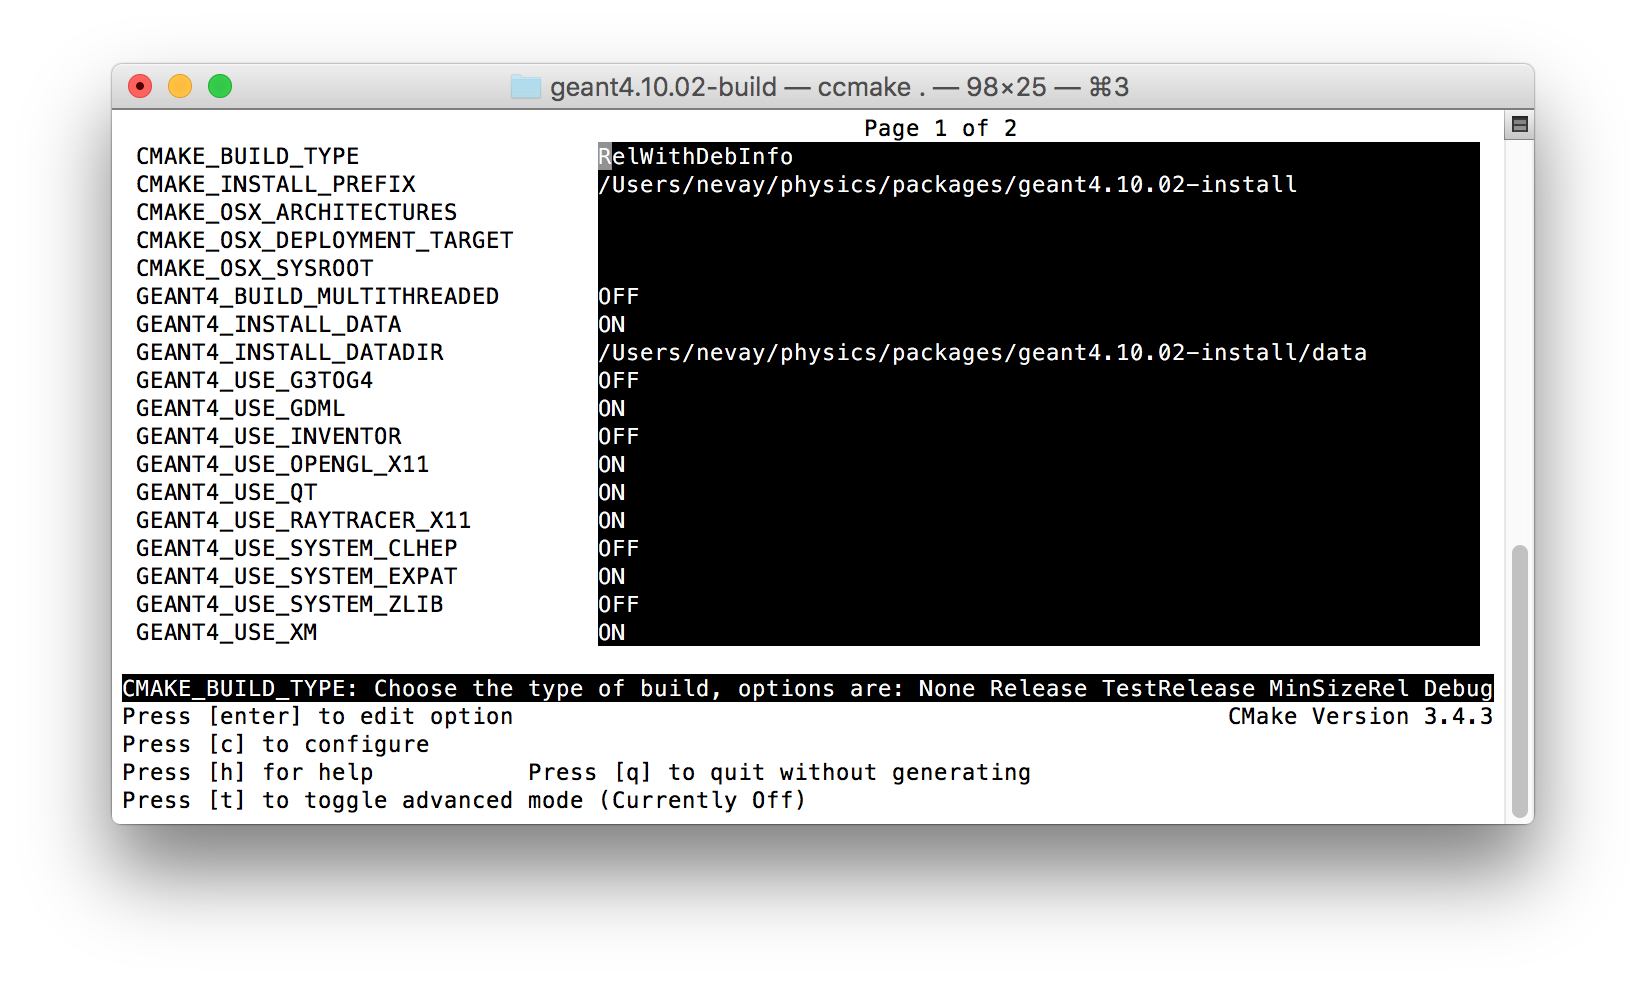 geant4.10.02-build — ccmake . — 98×25 — ⌘3
Page 1 of 2
CMAKE_BUILD_TYPE RelWithDebInfo
CMAKE_INSTALL_PREFIX /Users/nevay/physics/packages/geant4.10.02-install
CMAKE_OSX_ARCHITECTURES
CMAKE_OSX_DEPLOYMENT_TARGET
CMAKE_OSX_SYSROOT
GEANT4_BUILD_MULTITHREADED OFF
GEANT4_INSTALL_DATA ON
GEANT4_INSTALL_DATADIR /Users/nevay/physics/packages/geant4.10.02-install/data
GEANT4_USE_G3TOG4 OFF
GEANT4_USE_GDML ON
GEANT4_USE_INVENTOR OFF
GEANT4_USE_OPENGL_X11 ON
GEANT4_USE_QT ON
GEANT4_USE_RAYTRACER_X11 ON
GEANT4_USE_SYSTEM_CLHEP OFF
GEANT4_USE_SYSTEM_EXPAT ON
GEANT4_USE_SYSTEM_ZLIB OFF
GEANT4_USE_XM ON
CMAKE_BUILD_TYPE: Choose the type of build, options are: None Release TestRelease MinSizeRel Debug
Press [enter] to edit option CMake Version 3.4.3
Press [c] to configure
Press [h] for help Press [q] to quit without generating
Press [t] to toggle advanced mode (Currently Off)